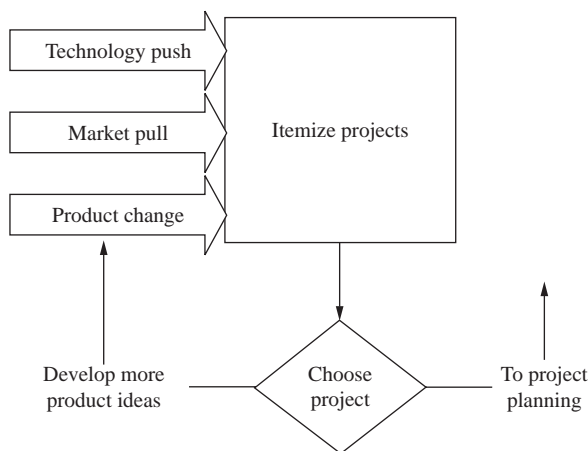 Technology push
Market pull
Itemize projects
Product change
Develop more
product ideas
Choose
project
To project
planning